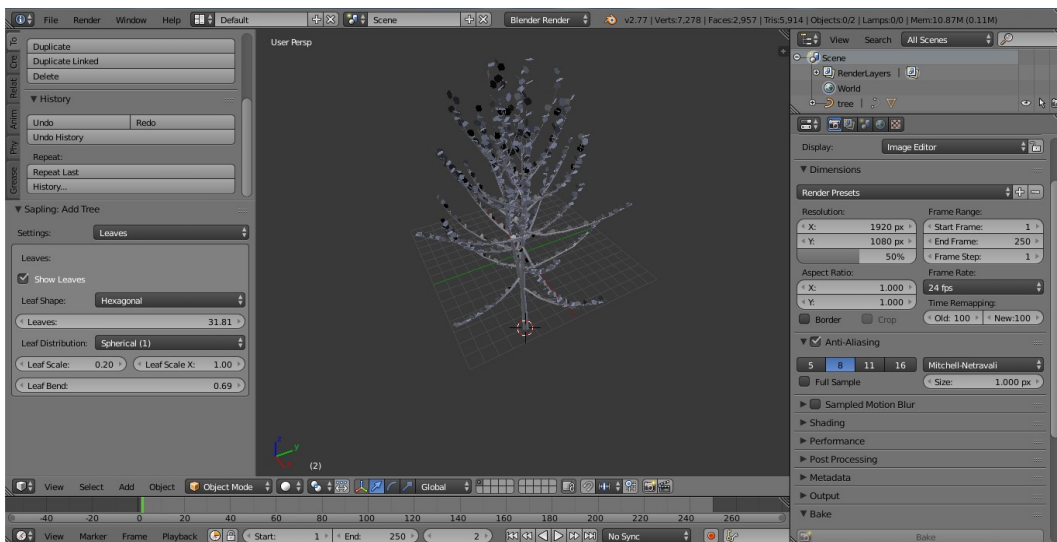 File Render Window Help Default Scene Blender Render v2.77 | Verts:7,278 | Faces:2,957 | Tris:5,914 | Objects:0/2 | Lamps:0/0 | Mem:10.87M (0.11M)
To
Cre
Relat
Anim
Phy
Grease
Duplicate
Duplicate Linked
Delete
History
Undo Redo
Undo History
Repeat:
Repeat Last
History...
Sapling: Add Tree
Settings: Leaves
Leaves:
Show Leaves
Leaf Shape: Hexagonal
Leaves: 31.81
Leaf Distribution: Spherical (1)
Leaf Scale: 0.20 Leaf Scale X: 1.00
Leaf Bend: 0.69
User Persp
z
y
(2)
View Select Add Object Object Mode Global
-40 -20 0 20 40 60 80 100 120 140 160 180 200 220 240 260
View Marker Frame Playback Start: 1 End: 250 2 No Sync
View Search All Scenes
Scene
RenderLayers |
World
tree |
Display: Image Editor
Dimensions
Render Presets
Resolution: Frame Range:
X: 1920 px Start Frame: 1
Y: 1080 px End Frame: 250
50% Frame Step: 1
Aspect Ratio: Frame Rate:
X: 1.000 24 fps
Y: 1.000 Time Remapping:
Border Crop Old: 100 New:100
Anti-Aliasing
5 8 11 16 Mitchell-Netravali
Full Sample Size: 1.000 px
Sampled Motion Blur
Shading
Performance
Post Processing
Metadata
Output
Bake
Bake